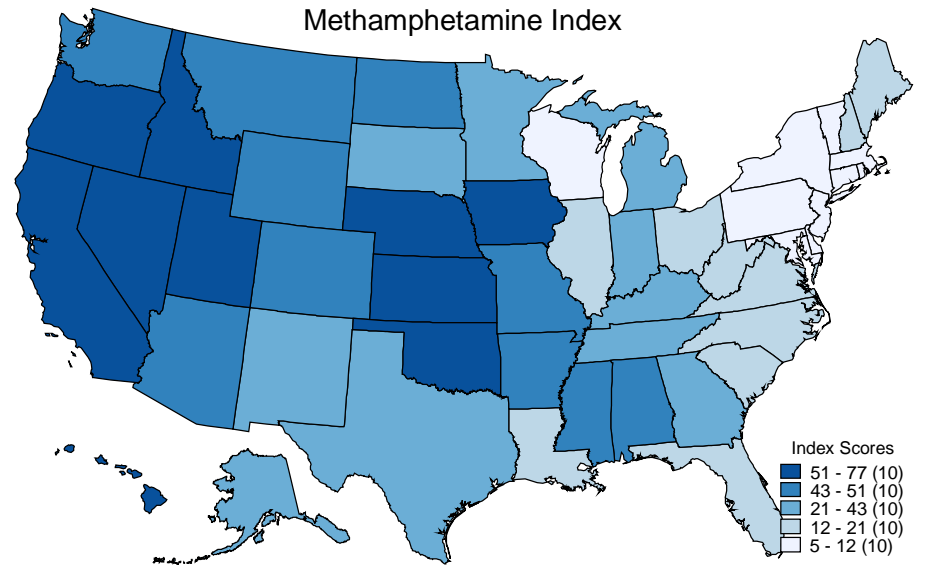 Methamphetamine Index
Index Scores
51 - 77 (10)
43 - 51 (10)
21 - 43 (10)
12 - 21 (10)
5 - 12 (10)